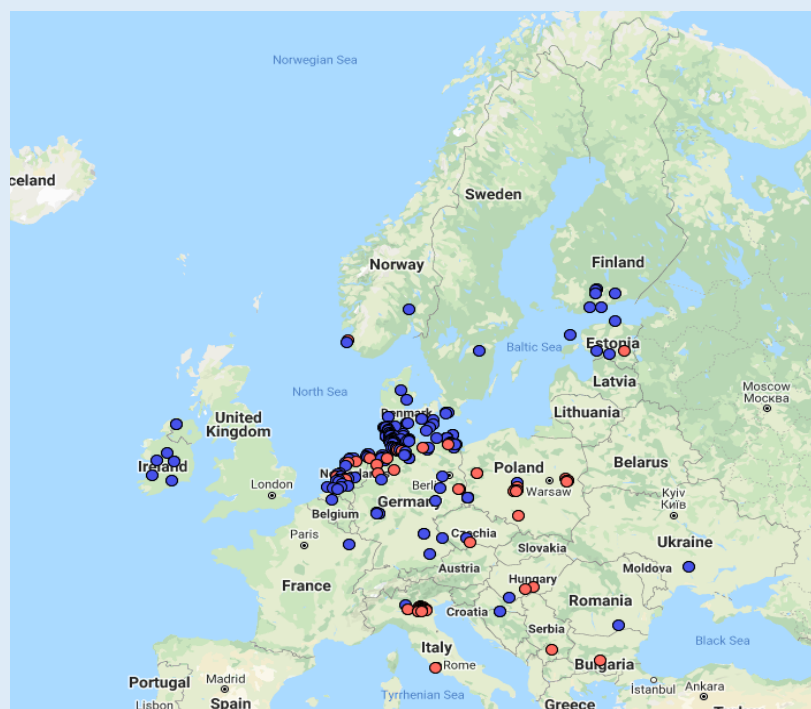 Norwegian Sea
celand
Sweden
Norway
Finland
Baltic Sea
Estonia
North Sea
Latvia
Moscow
Москва
Denmark
Lithuania
United
Kingdom
Ireland
Belarus
Poland
Warsaw
London
Germany
Belgium
Kyiv
Київ
Paris
Czechia
Ukraine
Slovakia
Austria
Moldova
Hungary
France
Romania
Croatia
Serbia
Black Sea
Italy
Rome
Bulgaria
Portugal
Madrid
İstanbul
Ankara
Tyrrhenian Sea
Lisbon
Spain
Greece